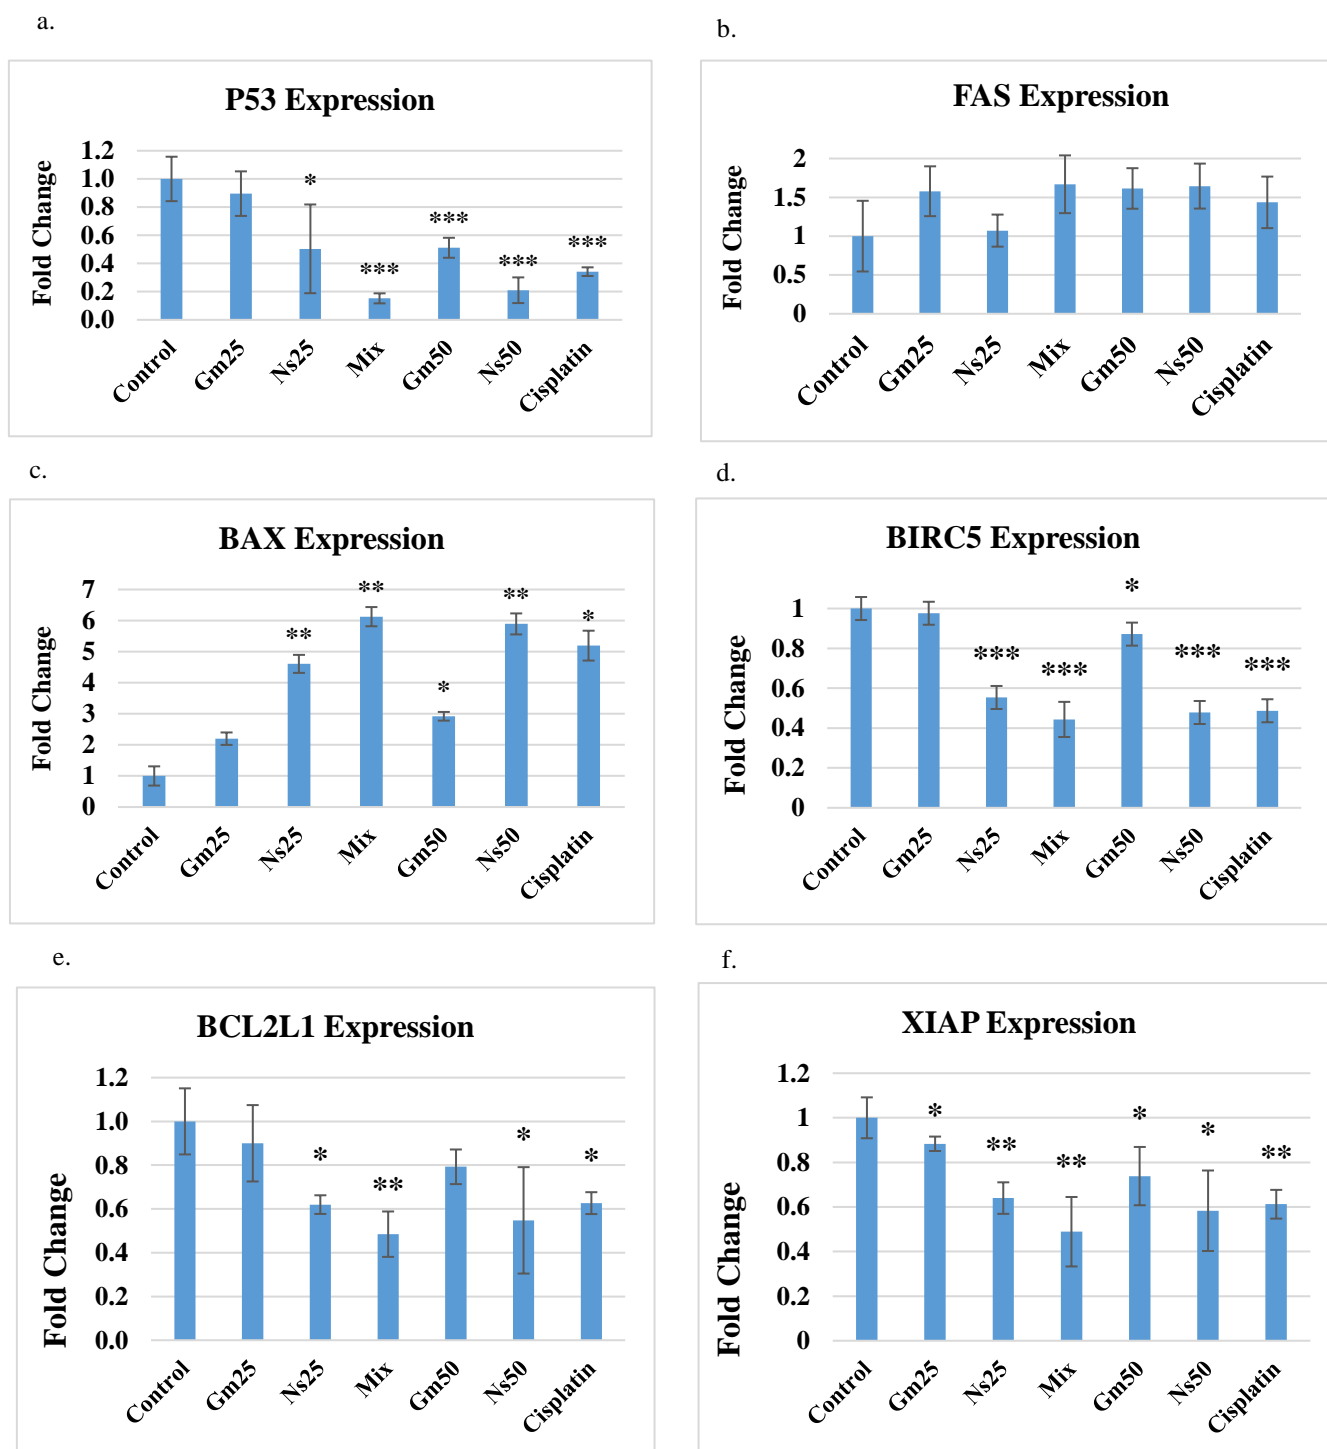 a.
P53 Expression
Fold Change
1.2
1.0
0.8
0.6
0.4
0.2
0.0
*
***
***
***
***
Control
Gm25
Ns25
Mix
Gm50
Ns50
Cisplatin
b.
FAS Expression
Fold Change
2
1.5
1
0.5
0
Control
Gm25
Ns25
Mix
Gm50
Ns50
Cisplatin
c.
BAX Expression
Fold Change
7
6
5
4
3
2
1
0
**
**
*
**
*
Control
Gm25
Ns25
Mix
Gm50
Ns50
Cisplatin
d.
BIRC5 Expression
Fold Change
1
0.8
0.6
0.4
0.2
0
***
***
*
***
***
Control
Gm25
Ns25
Mix
Gm50
Ns50
Cisplatin
e.
BCL2L1 Expression
Fold Change
1.2
1.0
0.8
0.6
0.4
0.2
0.0
*
**
*
*
Control
Gm25
Ns25
Mix
Gm50
Ns50
Cisplatin
f.
XIAP Expression
Fold Change
1.2
1
0.8
0.6
0.4
0.2
0
*
**
**
*
*
**
Control
Gm25
Ns25
Mix
Gm50
Ns50
Cisplatin